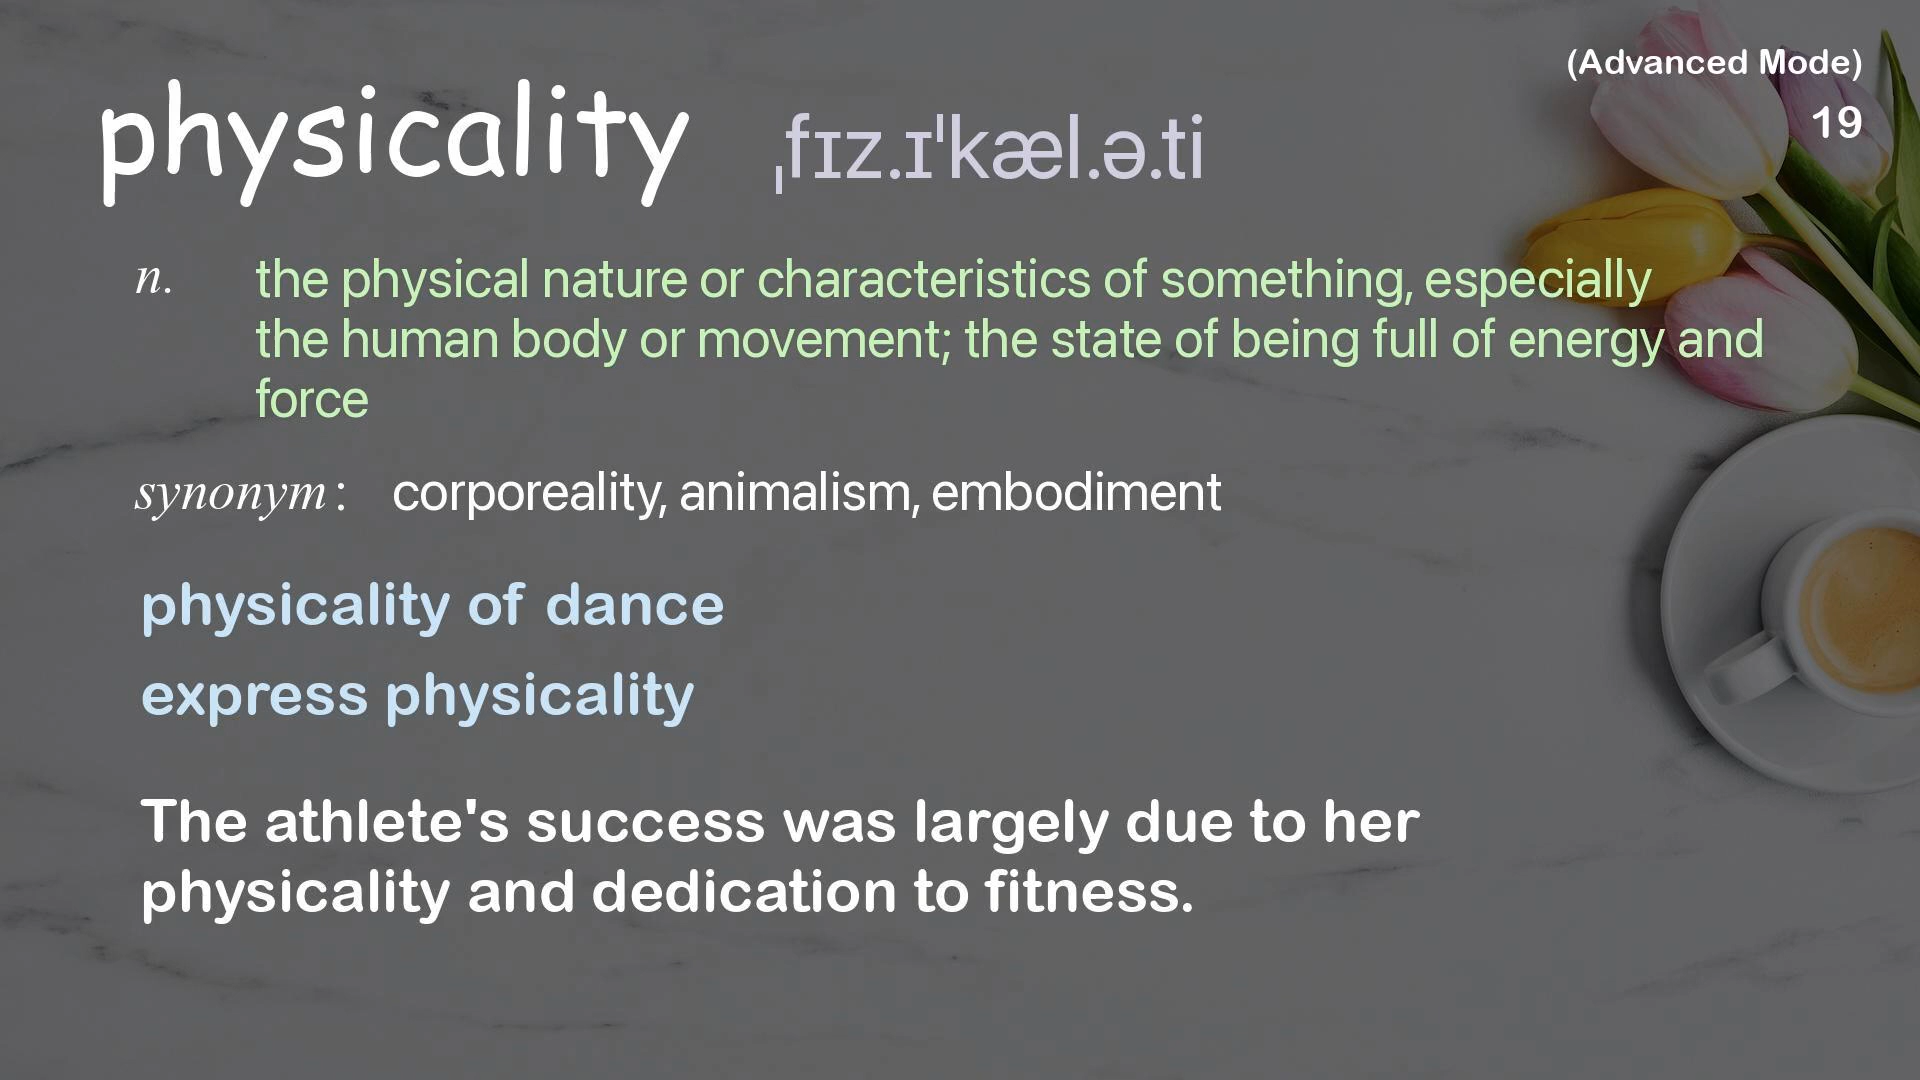 (Advanced Mode)
19
physicality ˌfɪz.ɪˈkæl.ə.ti
n. the physical nature or characteristics of something, especially
the human body or movement; the state of being full of energy and
force
synonym: corporeality, animalism, embodiment
physicality of dance
express physicality
The athlete's success was largely due to her
physicality and dedication to fitness.